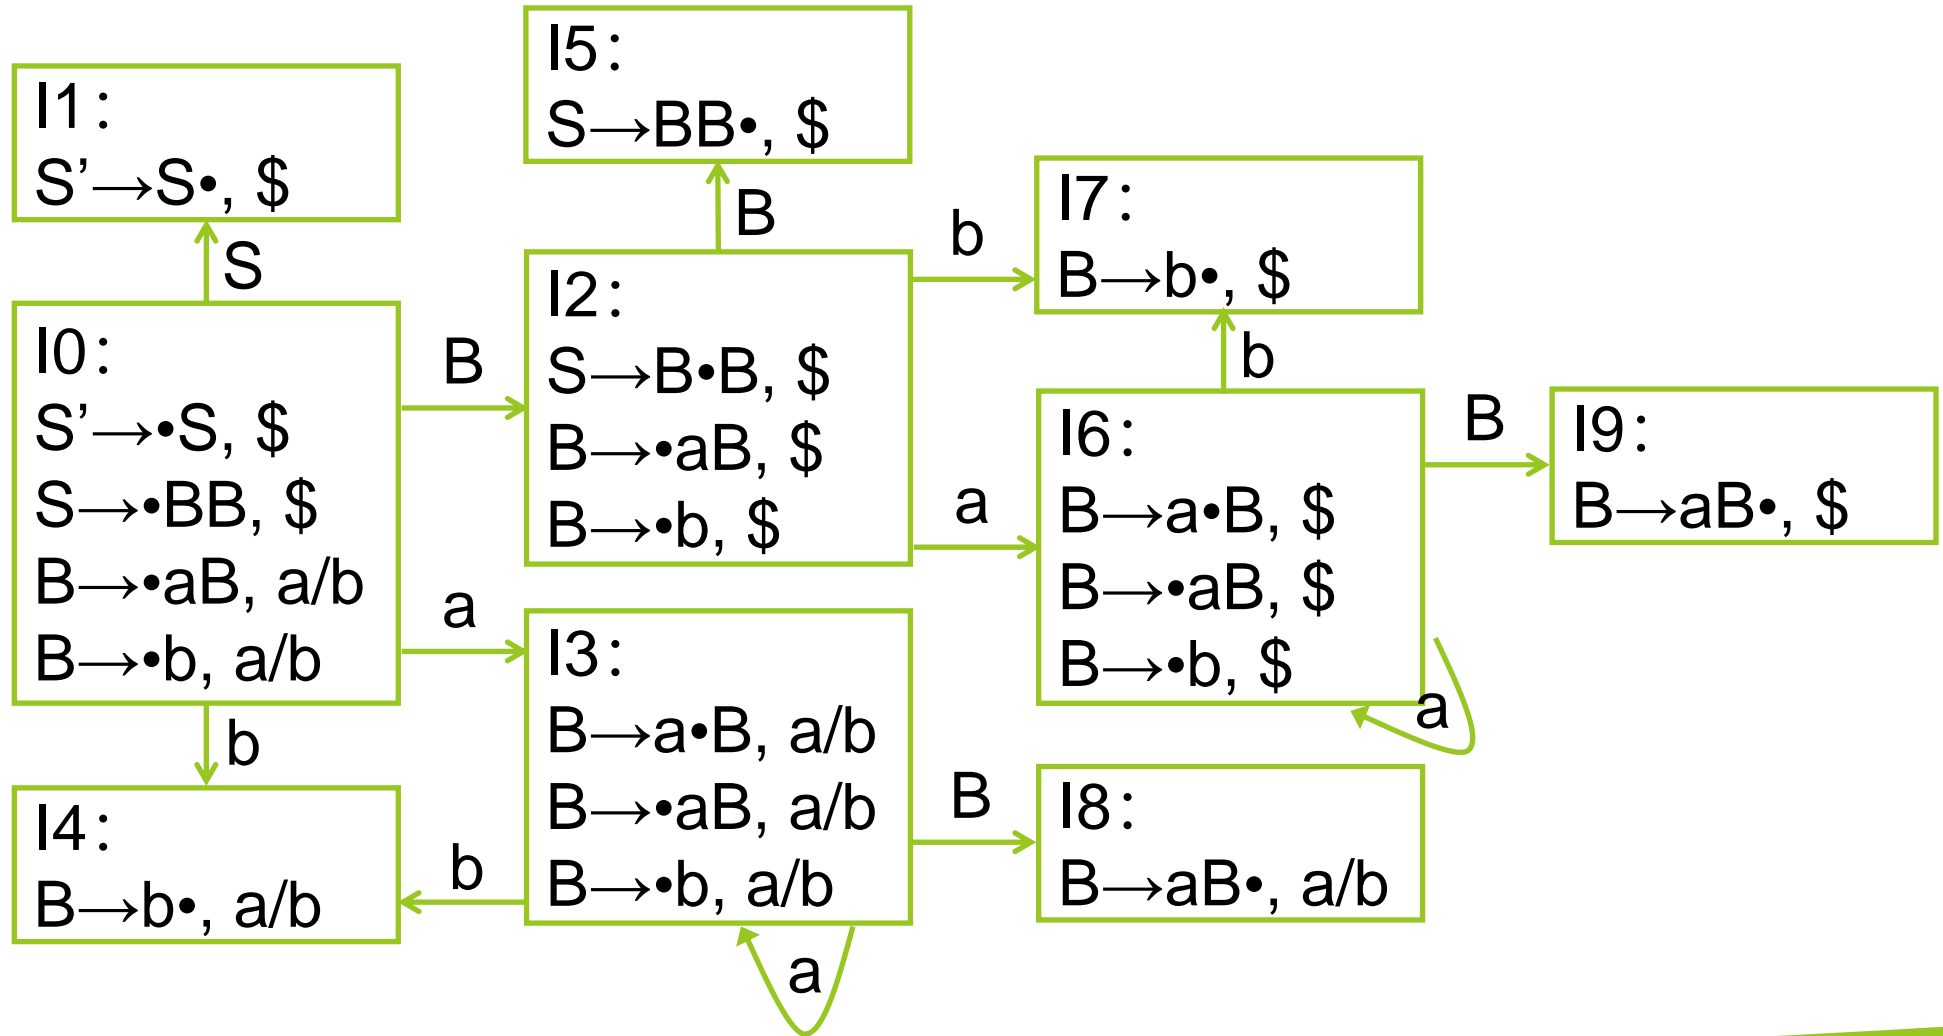 I5:
S→BB•, $
I1:
S’→S•, $
S
B
b
I7:
B→b•, $
I0:
S’→•S, $
S→•BB, $
B→•aB, a/b
B→•b, a/b
B
I2:
S→B•B, $
B→•aB, $
B→•b, $
a
b
I6:
B→a•B, $
B→•aB, $
B→•b, $
B
I9:
B→aB•, $
a
a
b
I3:
B→a•B, a/b
B→•aB, a/b
B→•b, a/b
B
I8:
B→aB•, a/b
I4:
B→b•, a/b
b
a